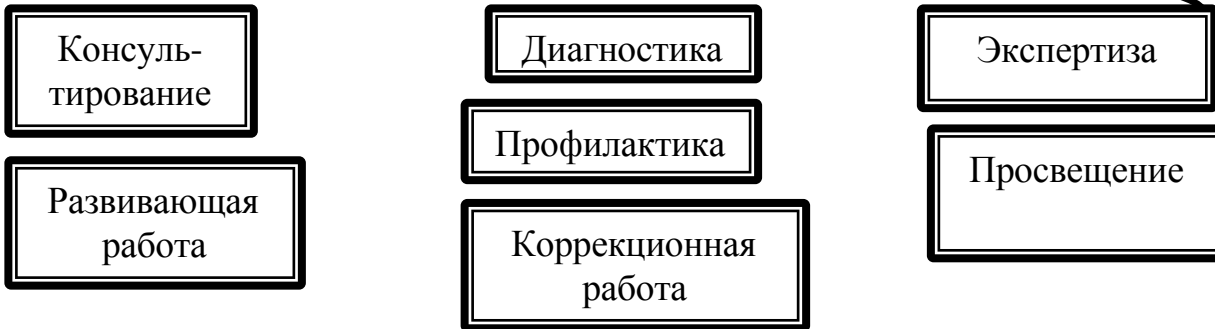 Консуль-
тирование
Развивающая
работа
Диагностика
Профилактика
Коррекционная
работа
Экспертиза
Просвещение